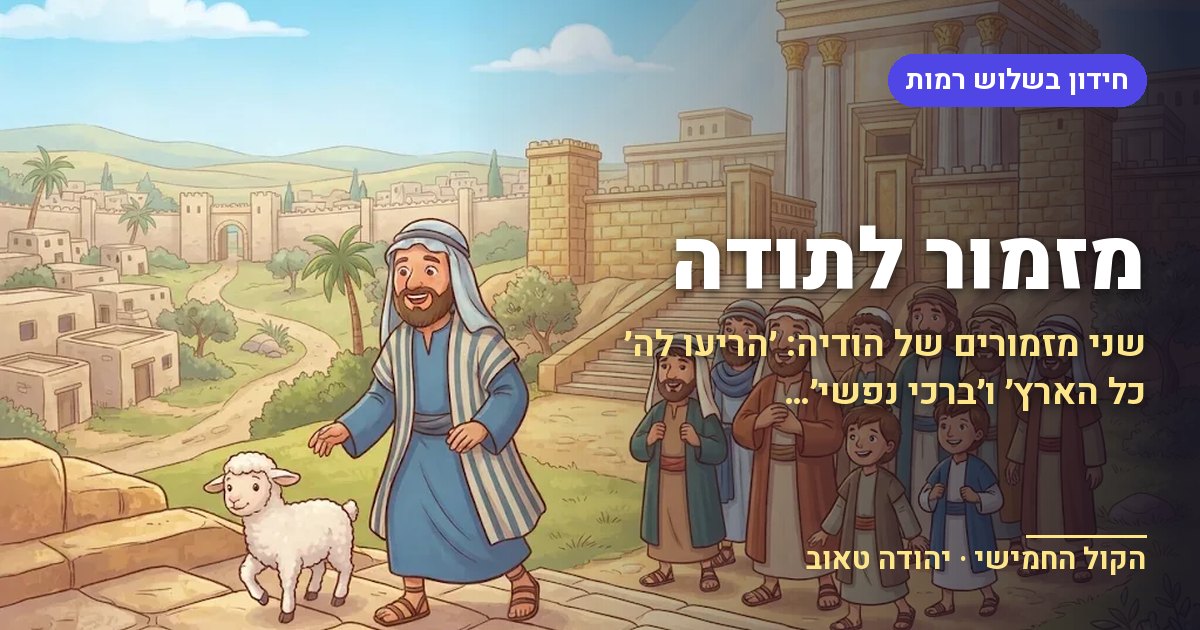 חידון בשלוש רמות
מזמור לתודה
שני מזמורים של הודיה: 'הריעו לה'
כל הארץ' ו'ברכי נפשי'...
הקול החמישי · יהודה טאוב